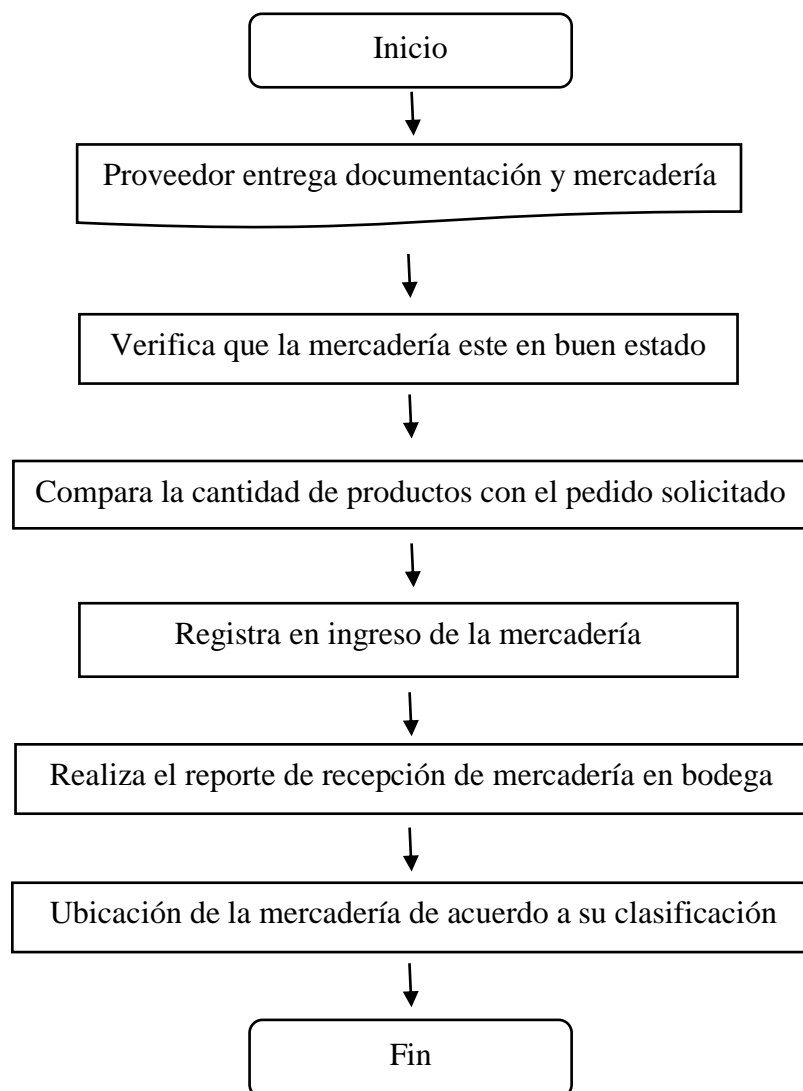 Inicio
Proveedor entrega documentación y mercadería
Verifica que la mercadería este en buen estado
Compara la cantidad de productos con el pedido solicitado
Registra en ingreso de la mercadería
Realiza el reporte de recepción de mercadería en bodega
Ubicación de la mercadería de acuerdo a su clasificación
Fin